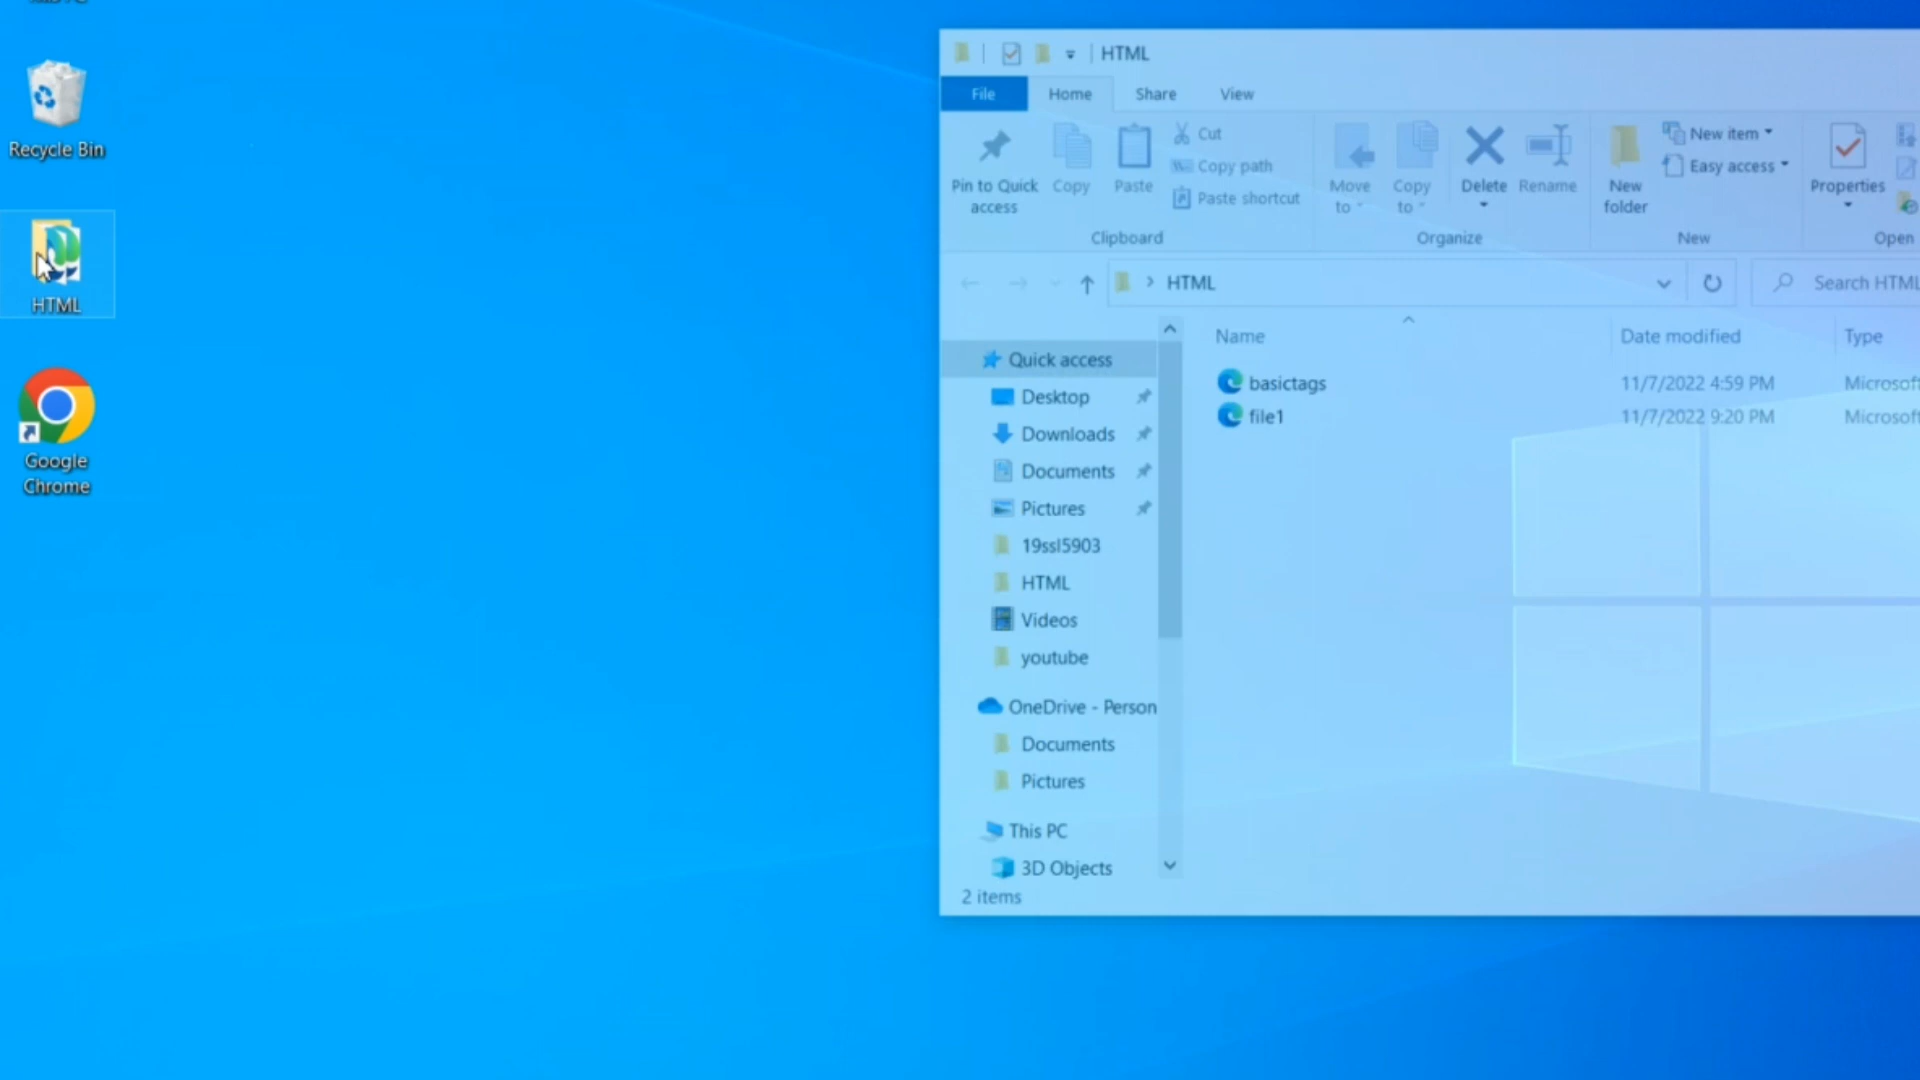 Recycle Bin
HTML
Google
Chrome
HTML
File
Home
Share
View
Pin to Quick
access
Copy
Paste
Cut
Copy path
Paste shortcut
Clipboard
Move
to
Copy
to
Delete
Rename
Organize
New
folder
New item
Easy access
New
Properties
Open
HTML
Search HTML
Name
Date modified
Type
basictags
11/7/2022 4:59 PM
Microsoft
file1
11/7/2022 9:20 PM
Microsoft
Quick access
Desktop
Downloads
Documents
Pictures
19ssl5903
HTML
Videos
youtube
OneDrive - Person
Documents
Pictures
This PC
3D Objects
2 items